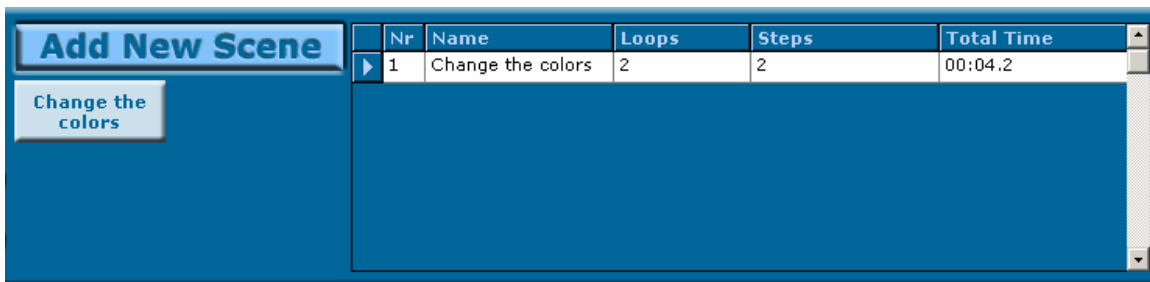 Add New Scene
Change the
colors
Nr Name Loops Steps Total Time
1 Change the colors 2 2 00:04.2